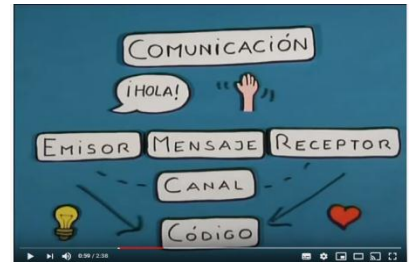 COMUNICACIÓN
¡HOLA!
EMISOR MENSAJE RECEPTOR
CANAL
CÓDIGO
0:59 / 2:58